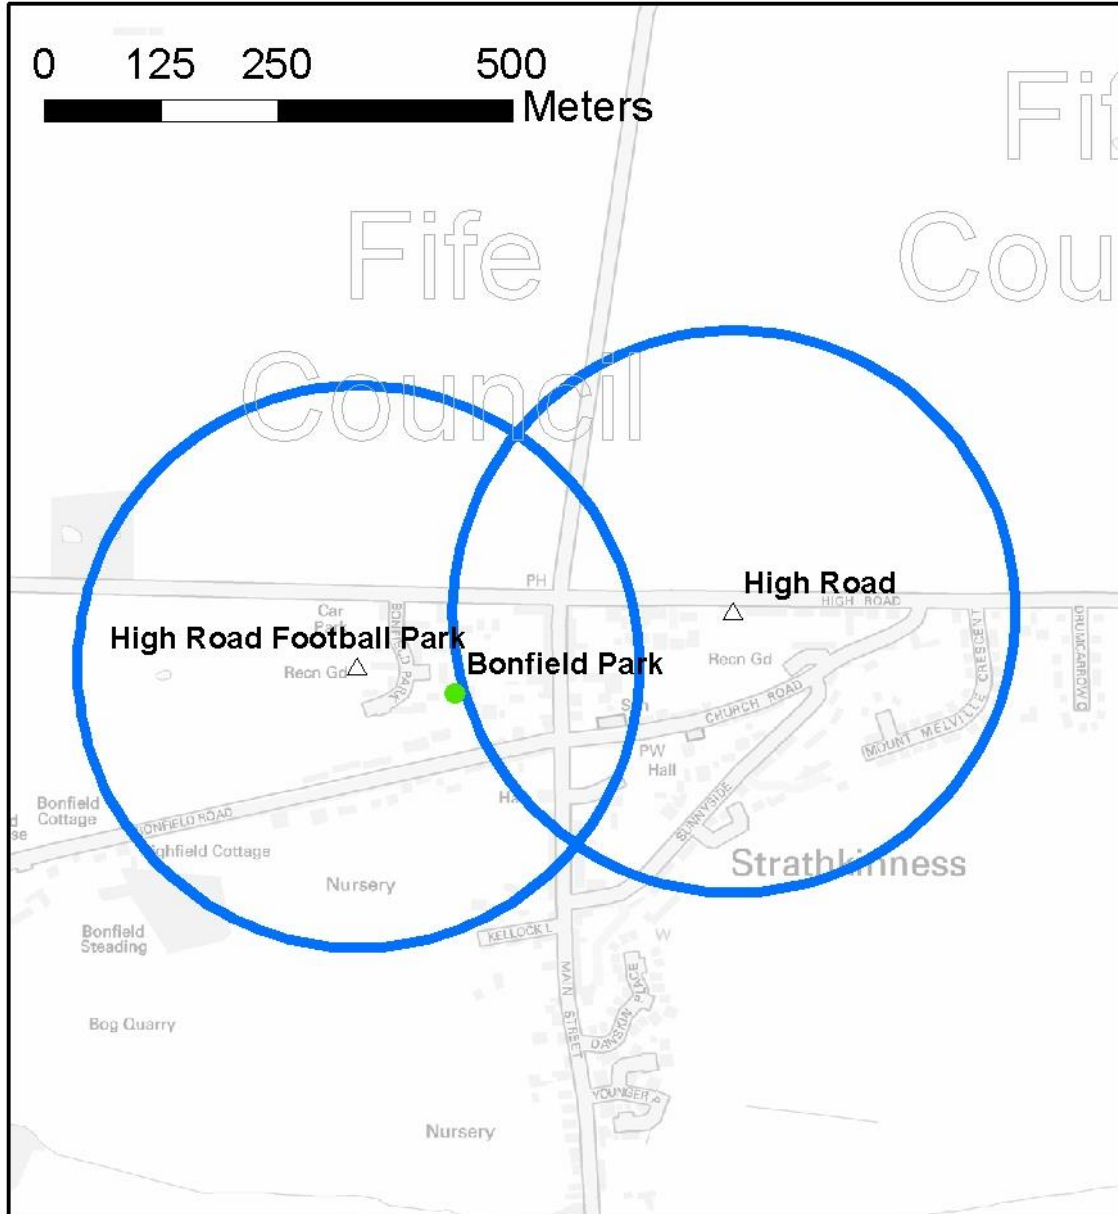 0 125 250 500
Meters
Fife
Council
Fif
Cou
PH
High Road
HIGH ROAD
Car
Park
BONFIELD PARK
High Road Football Park
Recn Gd
Bonfield Park
Recn Gd
CHURCH ROAD
MOUNT MELVILLE CRESCENT
PW
Hall
SUNNYSIDE
Bonfield
Cottage
BONFIELD ROAD
Strathkinness
Nursery
Bonfield
Steading
KELLOCK
W
MAIN STREET
DANSKIN PLACE
Bog Quarry
YOUNGER P
Nursery